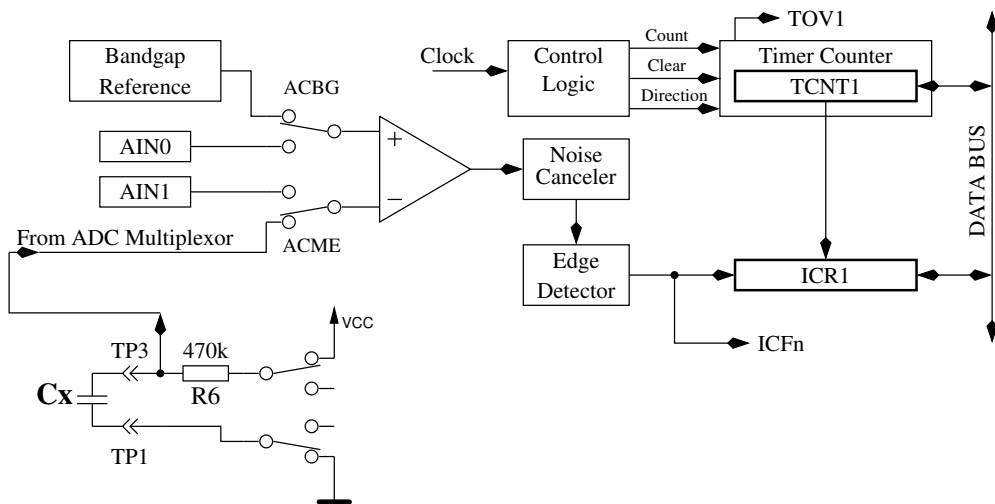 TOV1
Clock
Control
Logic
Count
Clear
Direction
Timer Counter
TCNT1
Bandgap
Reference
ACBG
AIN0
AIN1
+
−
Noise
Canceler
DATA BUS
From ADC Multiplexor
ACME
Edge
Detector
ICR1
VCC
ICFn
TP3
470k
R6
Cx
TP1